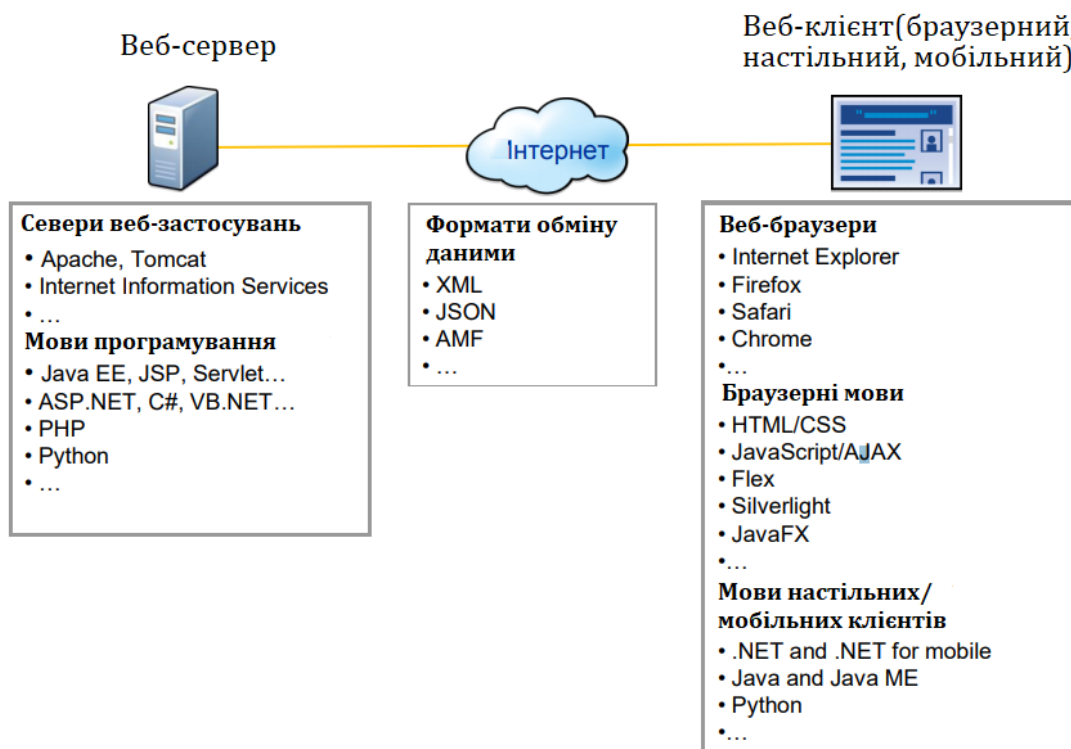 Веб-сервер
Веб-клієнт(браузерний,
настільний, мобільний)
Інтернет
Севери веб-застосувань
• Apache, Tomcat
• Internet Information Services
• …
Мови програмування
• Java EE, JSP, Servlet…
• ASP.NET, C#, VB.NET…
• PHP
• Python
• …
Формати обміну
даними
• XML
• JSON
• AMF
• …
Веб-браузери
• Internet Explorer
• Firefox
• Safari
• Chrome
•…
Браузерні мови
• HTML/CSS
• JavaScript/AJAX
• Flex
• Silverlight
• JavaFX
•…
Мови настільних/
мобільних клієнтів
• .NET and .NET for mobile
• Java and Java ME
• Python
•…